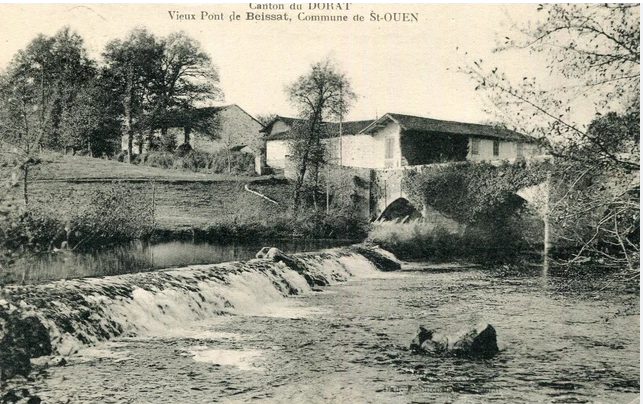 Canton du DORAT
Vieux Pont de Beissat, Commune de St-OUEN